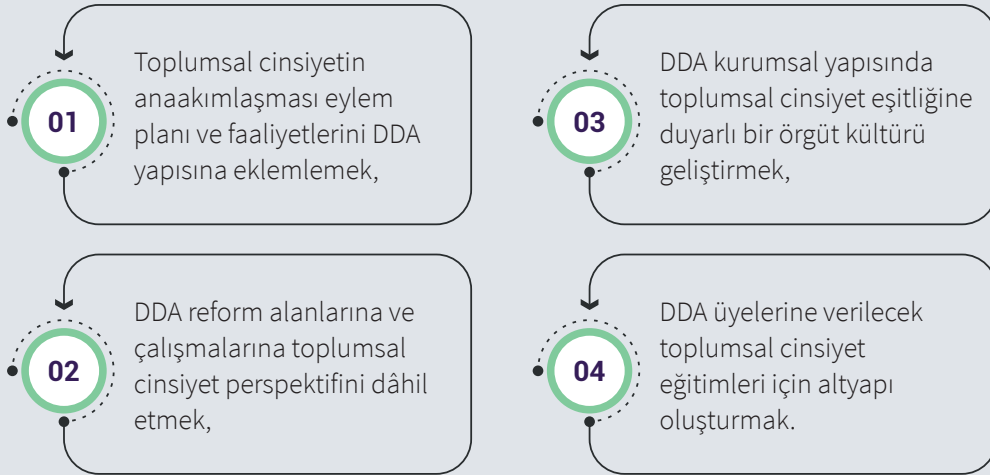 01
Toplumsal cinsiyetin
anaakımlaşması eylem
planı ve faaliyetlerini DDA
yapısına eklemlemek,
02
DDA reform alanlarına ve
çalışmalarına toplumsal
cinsiyet perspektifini dâhil
etmek,
03
DDA kurumsal yapısında
toplumsal cinsiyet eşitliğine
duyarlı bir örgüt kültürü
geliştirmek,
04
DDA üyelerine verilecek
toplumsal cinsiyet
eğitimleri için altyapı
oluşturmak.